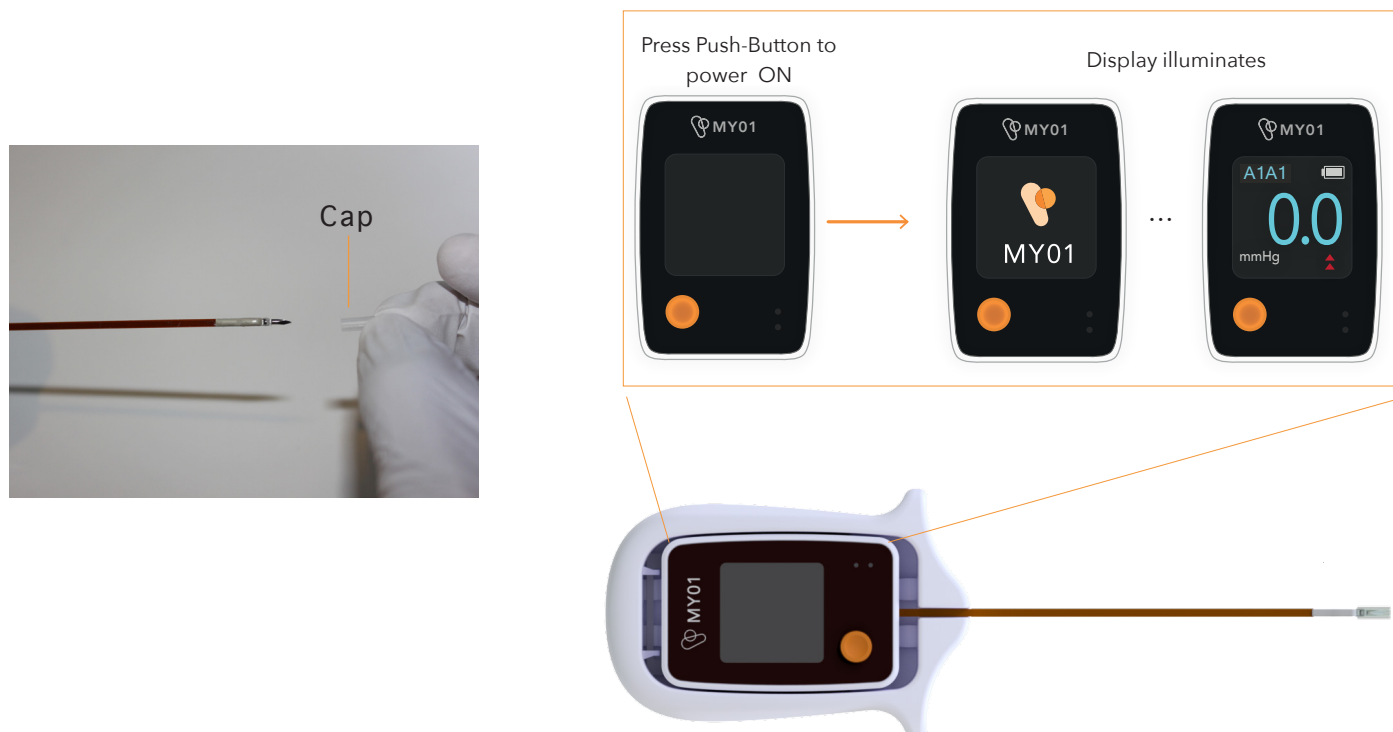 Cap
Press Push-Button to
power ON
Display illuminates
MY01
MY01
MY01
MY01
...
A1A1
0.0
mmHg
MY01